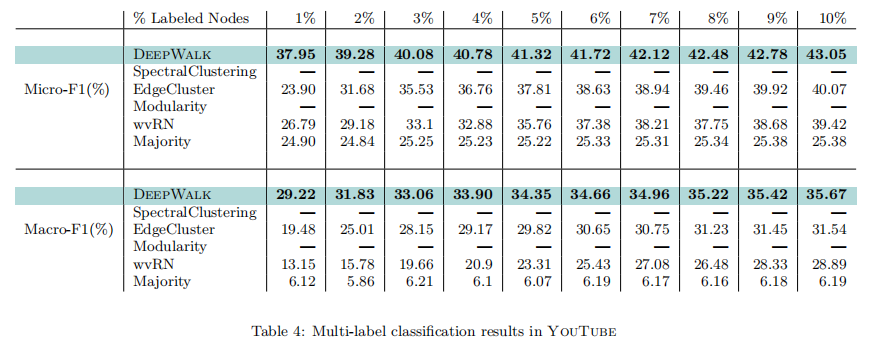 % Labeled Nodes 1% 2% 3% 4% 5% 6% 7% 8% 9% 10%
DEEPWALK 37.95 39.28 40.08 40.78 41.32 41.72 42.12 42.48 42.78 43.05
SpectralClustering — — — — — — — — — —
Micro-F1(%) EdgeCluster 23.90 31.68 35.53 36.76 37.81 38.63 38.94 39.46 39.92 40.07
Modularity — — — — — — — — — —
wvRN 26.79 29.18 33.1 32.88 35.76 37.38 38.21 37.75 38.68 39.42
Majority 24.90 24.84 25.25 25.23 25.22 25.33 25.31 25.34 25.38 25.38
DEEPWALK 29.22 31.83 33.06 33.90 34.35 34.66 34.96 35.22 35.42 35.67
SpectralClustering — — — — — — — — — —
Macro-F1(%) EdgeCluster 19.48 25.01 28.15 29.17 29.82 30.65 30.75 31.23 31.45 31.54
Modularity — — — — — — — — — —
wvRN 13.15 15.78 19.66 20.9 23.31 25.43 27.08 26.48 28.33 28.89
Majority 6.12 5.86 6.21 6.1 6.07 6.19 6.17 6.16 6.18 6.19
Table 4: Multi-label classification results in YOUTUBE